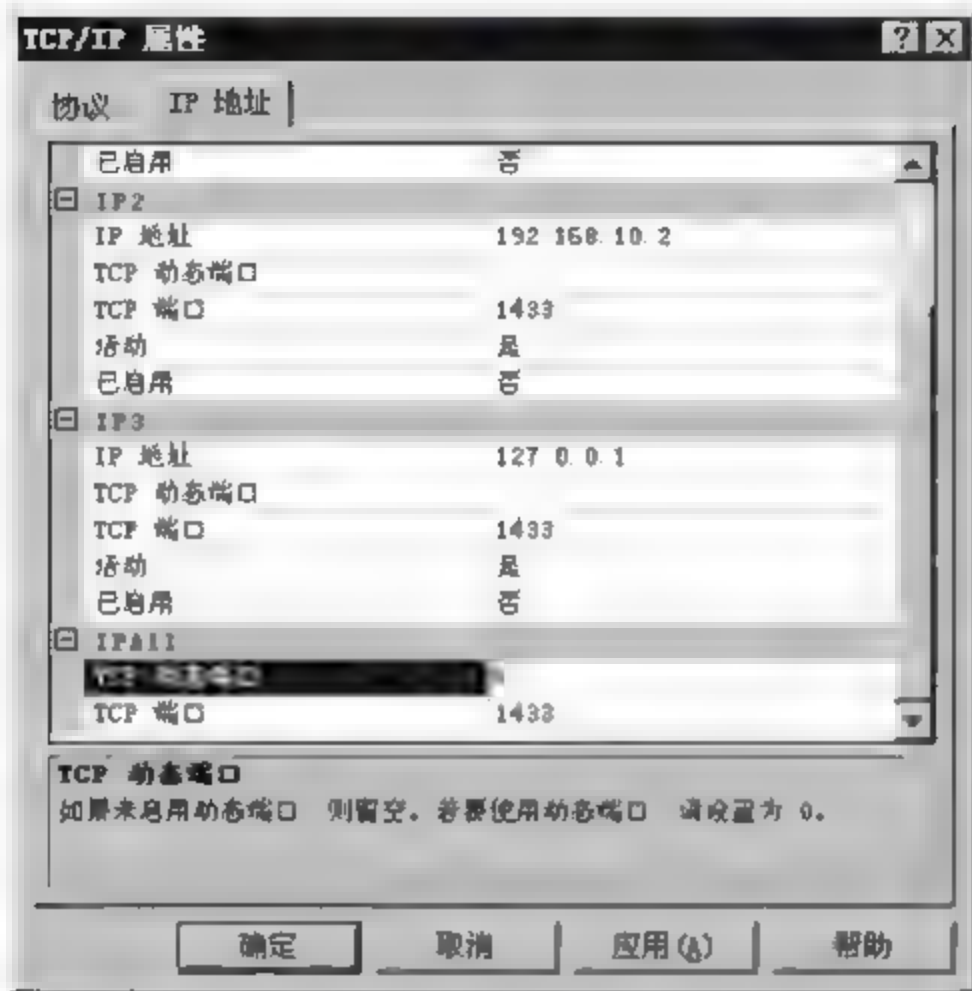 TCP/IP 属性
协议 IP 地址
已启用 否
IP2
IP 地址 192.168.10.2
TCP 动态端口
TCP 端口 1433
活动 是
已启用 否
IP3
IP 地址 127.0.0.1
TCP 动态端口
TCP 端口 1433
活动 是
已启用 否
IPAll
TCP 动态端口
TCP 端口 1433
TCP 动态端口
如果未启用动态端口 则留空。若要使用动态端口 请设置为 0。
确定 取消 应用(A) 帮助